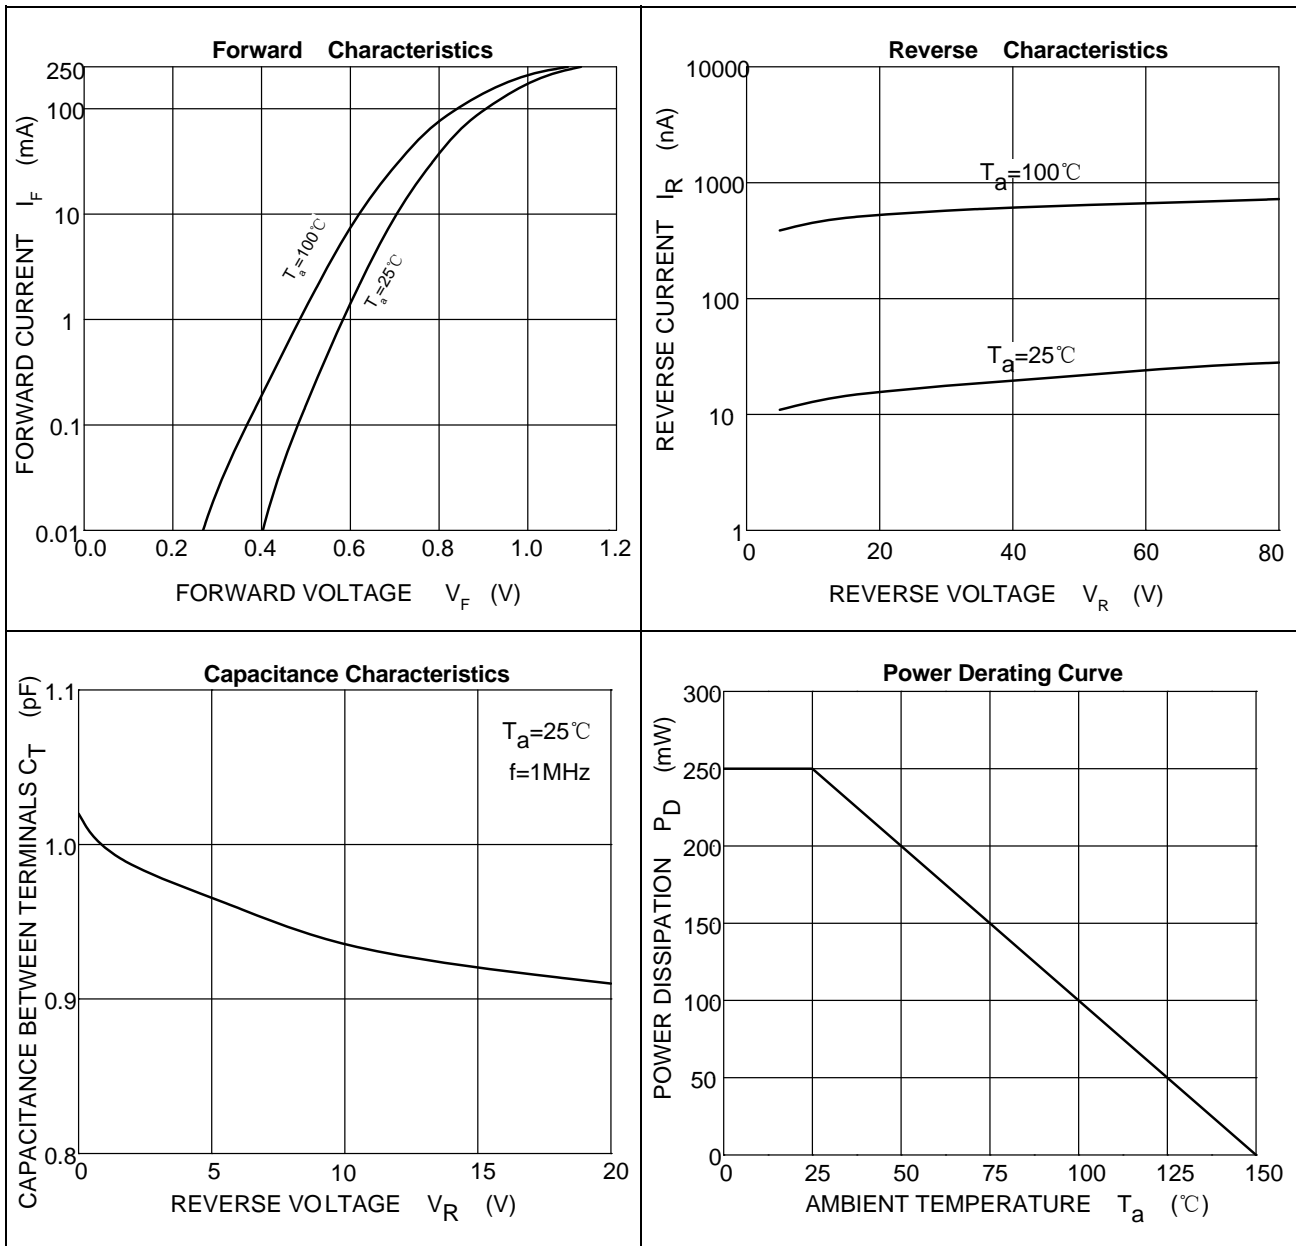 Forward Characteristics
250
100
10
1
0.1
0.01
0.0 0.2 0.4 0.6 0.8 1.0 1.2
FORWARD CURRENT I_F (mA)
T_a=100℃
T_a=25℃
FORWARD VOLTAGE V_F (V)
Reverse Characteristics
10000
1000
100
10
1
0 20 40 60 80
REVERSE CURRENT I_R (nA)
T_a=100℃
T_a=25℃
REVERSE VOLTAGE V_R (V)
Capacitance Characteristics
1.1
1.0
0.9
0.8
0 5 10 15 20
CAPACITANCE BETWEEN TERMINALS C_T (pF)
T_a=25℃
f=1MHz
REVERSE VOLTAGE V_R (V)
Power Derating Curve
300
250
200
150
100
50
0
0 25 50 75 100 125 150
POWER DISSIPATION P_D (mW)
AMBIENT TEMPERATURE T_a (℃)